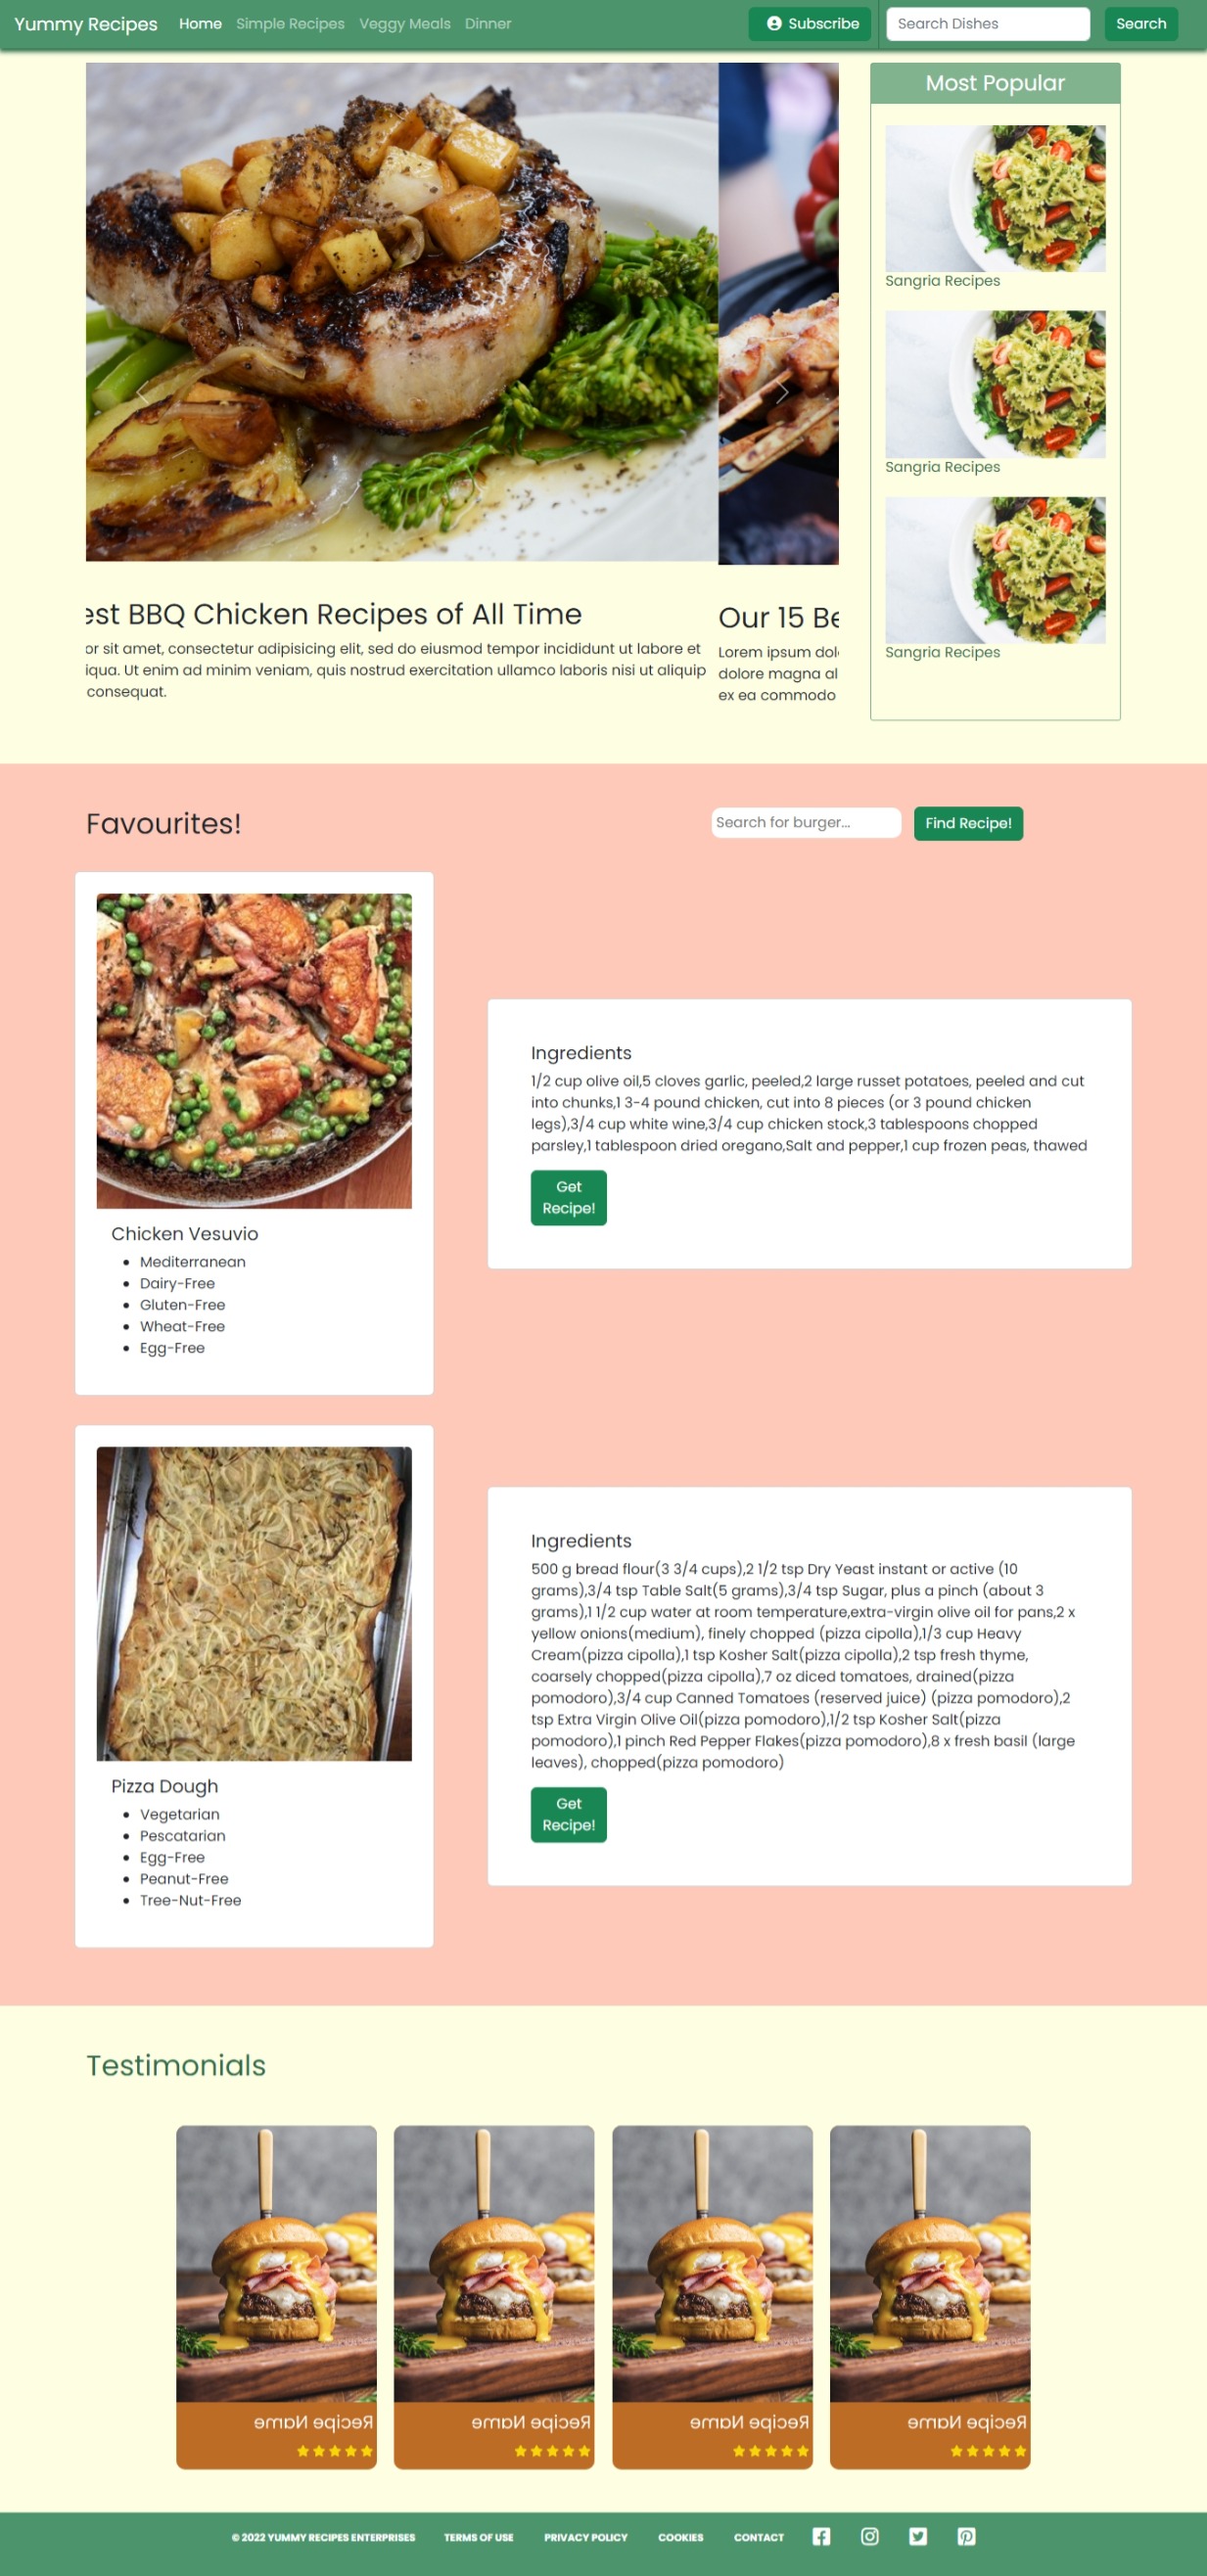 Yummy Recipes Home Simple Recipes Veggy Meals Dinner Subscribe Search Dishes Search
Most Popular
Sangria Recipes
Sangria Recipes
Sangria Recipes
est BBQ Chicken Recipes of All Time
or sit amet, consectetur adipisicing elit, sed do eiusmod tempor incididunt ut labore et
iqua. Ut enim ad minim veniam, quis nostrud exercitation ullamco laboris nisi ut aliquip
consequat.
Our 15 Be
Lorem ipsum dol
dolore magna al
ex ea commodo
Favourites!
Search for burger...
Find Recipe!
Chicken Vesuvio
• Mediterranean
• Dairy-Free
• Gluten-Free
• Wheat-Free
• Egg-Free
Ingredients
1/2 cup olive oil,5 cloves garlic, peeled,2 large russet potatoes, peeled and cut
into chunks,1 3-4 pound chicken, cut into 8 pieces (or 3 pound chicken
legs),3/4 cup white wine,3/4 cup chicken stock,3 tablespoons chopped
parsley,1 tablespoon dried oregano,Salt and pepper,1 cup frozen peas, thawed
Get
Recipe!
Pizza Dough
• Vegetarian
• Pescatarian
• Egg-Free
• Peanut-Free
• Tree-Nut-Free
Ingredients
500 g bread flour(3 3/4 cups),2 1/2 tsp Dry Yeast instant or active (10
grams),3/4 tsp Table Salt(5 grams),3/4 tsp Sugar, plus a pinch (about 3
grams),1 1/2 cup water at room temperature,extra-virgin olive oil for pans,2 x
yellow onions(medium), finely chopped (pizza cipolla),1/3 cup Heavy
Cream(pizza cipolla),1 tsp Kosher Salt(pizza cipolla),2 tsp fresh thyme,
coarsely chopped(pizza cipolla),7 oz diced tomatoes, drained(pizza
pomodoro),3/4 cup Canned Tomatoes (reserved juice) (pizza pomodoro),2
tsp Extra Virgin Olive Oil(pizza pomodoro),1/2 tsp Kosher Salt(pizza
pomodoro),1 pinch Red Pepper Flakes(pizza pomodoro),8 x fresh basil (large
leaves), chopped(pizza pomodoro)
Get
Recipe!
Testimonials
Recipe Name
Recipe Name
Recipe Name
Recipe Name
© 2022 YUMMY RECIPES ENTERPRISES TERMS OF USE PRIVACY POLICY COOKIES CONTACT